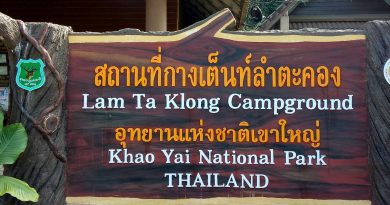 สถานที่กางเต็นท์ลำตะคอง
Lam Ta Klong Campground
อุทยานแห่งชาติเขาใหญ่
Khao Yai National Park
THAILAND